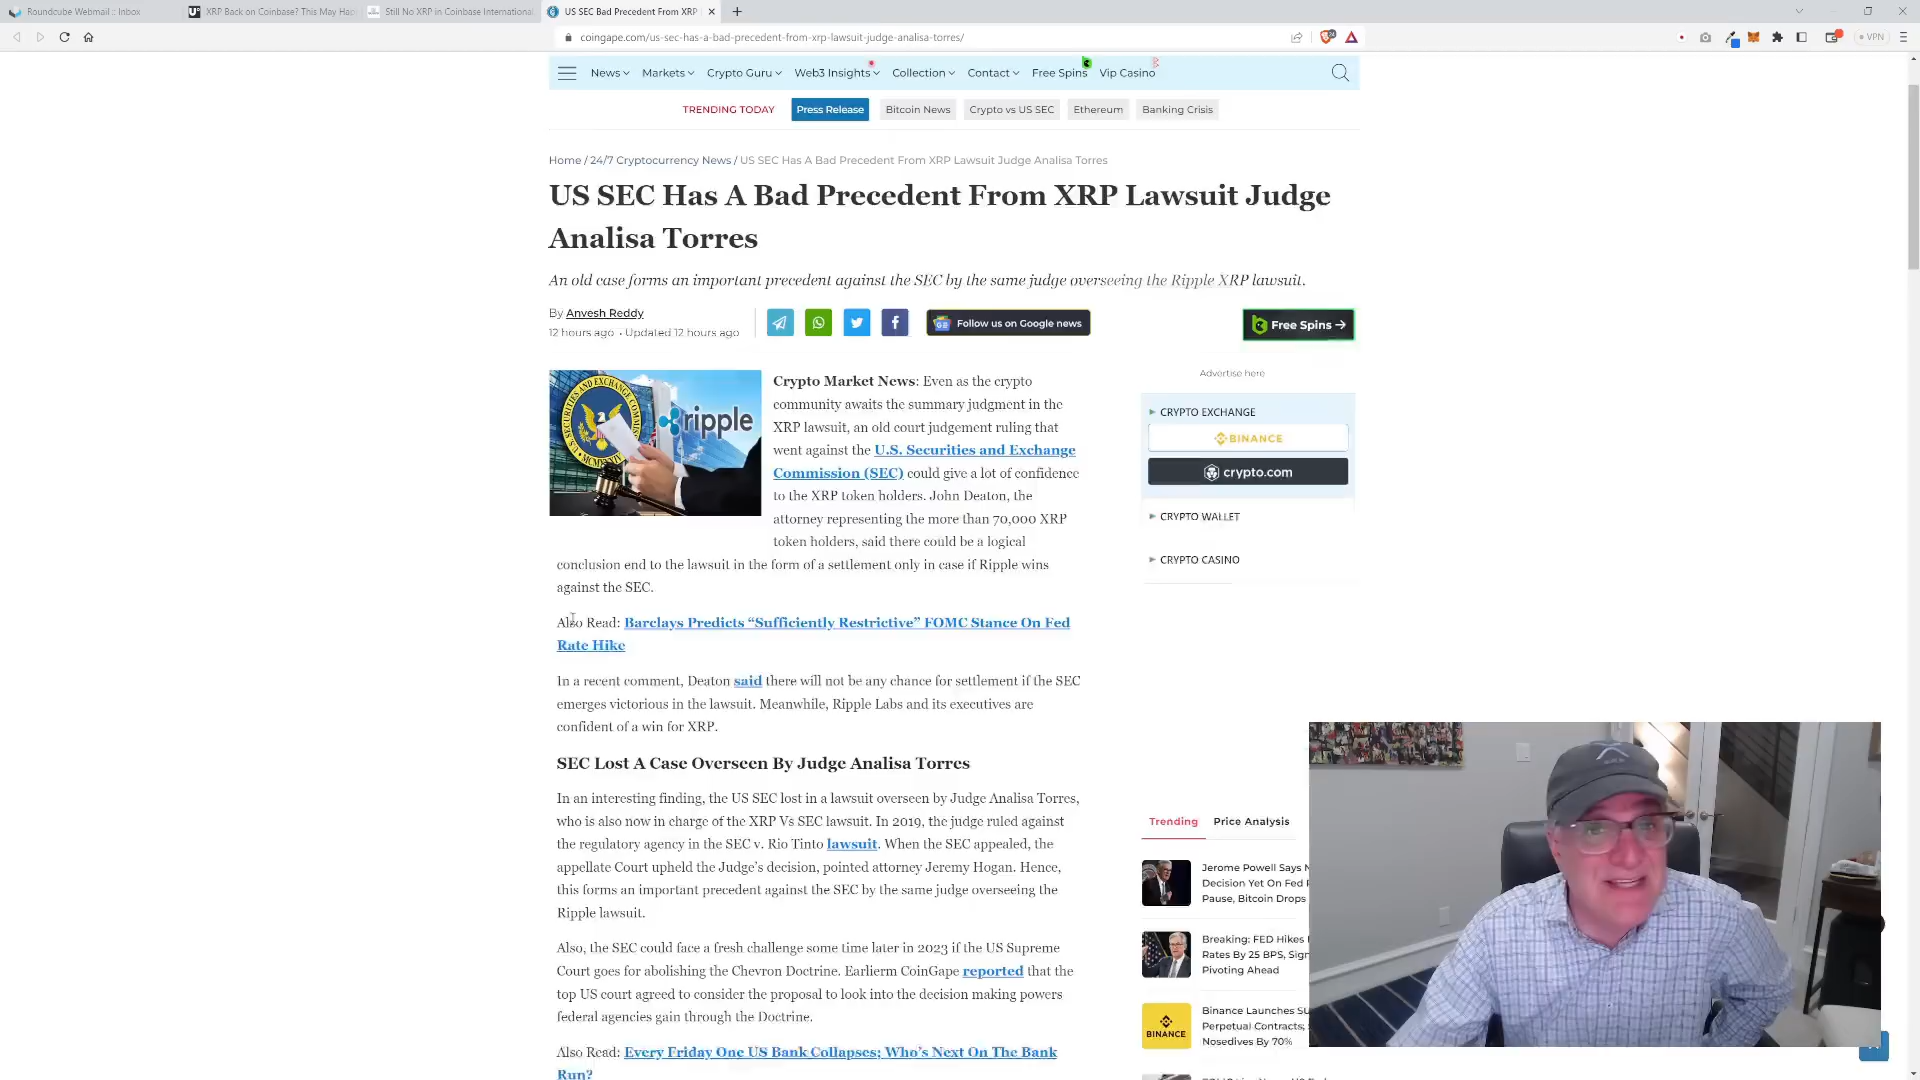 Roundcube Webmail :: Inbox
XRP Back on Coinbase? This May Hap
Still No XRP in Coinbase International
US SEC Bad Precedent From XRP
coingape.com/us-sec-has-a-bad-precedent-from-xrp-lawsuit-judge-analisa-torres/
VPN
News
Markets
Crypto Guru
Web3 Insights
Collection
Contact
Free Spins
Vip Casino
TRENDING TODAY
Press Release
Bitcoin News
Crypto vs US SEC
Ethereum
Banking Crisis
Home / 24/7 Cryptocurrency News / US SEC Has A Bad Precedent From XRP Lawsuit Judge Analisa Torres
US SEC Has A Bad Precedent From XRP Lawsuit Judge
Analisa Torres
An old case forms an important precedent against the SEC by the same judge overseeing the Ripple XRP lawsuit.
By Anvesh Reddy
12 hours ago · Updated 12 hours ago
Follow us on Google news
Free Spins →
ripple
Crypto Market News: Even as the crypto
community awaits the summary judgment in the
XRP lawsuit, an old court judgement ruling that
went against the U.S. Securities and Exchange
Commission (SEC) could give a lot of confidence
to the XRP token holders. John Deaton, the
attorney representing the more than 70,000 XRP
token holders, said there could be a logical
conclusion end to the lawsuit in the form of a settlement only in case if Ripple wins
against the SEC.
Also Read: Barclays Predicts “Sufficiently Restrictive” FOMC Stance On Fed
Rate Hike
In a recent comment, Deaton said there will not be any chance for settlement if the SEC
emerges victorious in the lawsuit. Meanwhile, Ripple Labs and its executives are
confident of a win for XRP.
SEC Lost A Case Overseen By Judge Analisa Torres
In an interesting finding, the US SEC lost in a lawsuit overseen by Judge Analisa Torres,
who is also now in charge of the XRP Vs SEC lawsuit. In 2019, the judge ruled against
the regulatory agency in the SEC v. Rio Tinto lawsuit. When the SEC appealed, the
appellate Court upheld the Judge’s decision, pointed attorney Jeremy Hogan. Hence,
this forms an important precedent against the SEC by the same judge overseeing the
Ripple lawsuit.
Also, the SEC could face a fresh challenge some time later in 2023 if the US Supreme
Court goes for abolishing the Chevron Doctrine. Earlierm CoinGape reported that the
top US court agreed to consider the proposal to look into the decision making powers
federal agencies gain through the Doctrine.
Also Read: Every Friday One US Bank Collapses; Who’s Next On The Bank
Run?
Advertise here
CRYPTO EXCHANGE
BINANCE
crypto.com
CRYPTO WALLET
CRYPTO CASINO
Trending
Price Analysis
Jerome Powell Says N
Decision Yet On Fed
Pause, Bitcoin Drops
Breaking: FED Hikes
Rates By 25 BPS, Sign
Pivoting Ahead
BINANCE
Binance Launches Su
Perpetual Contracts;
Nosedives By 70%